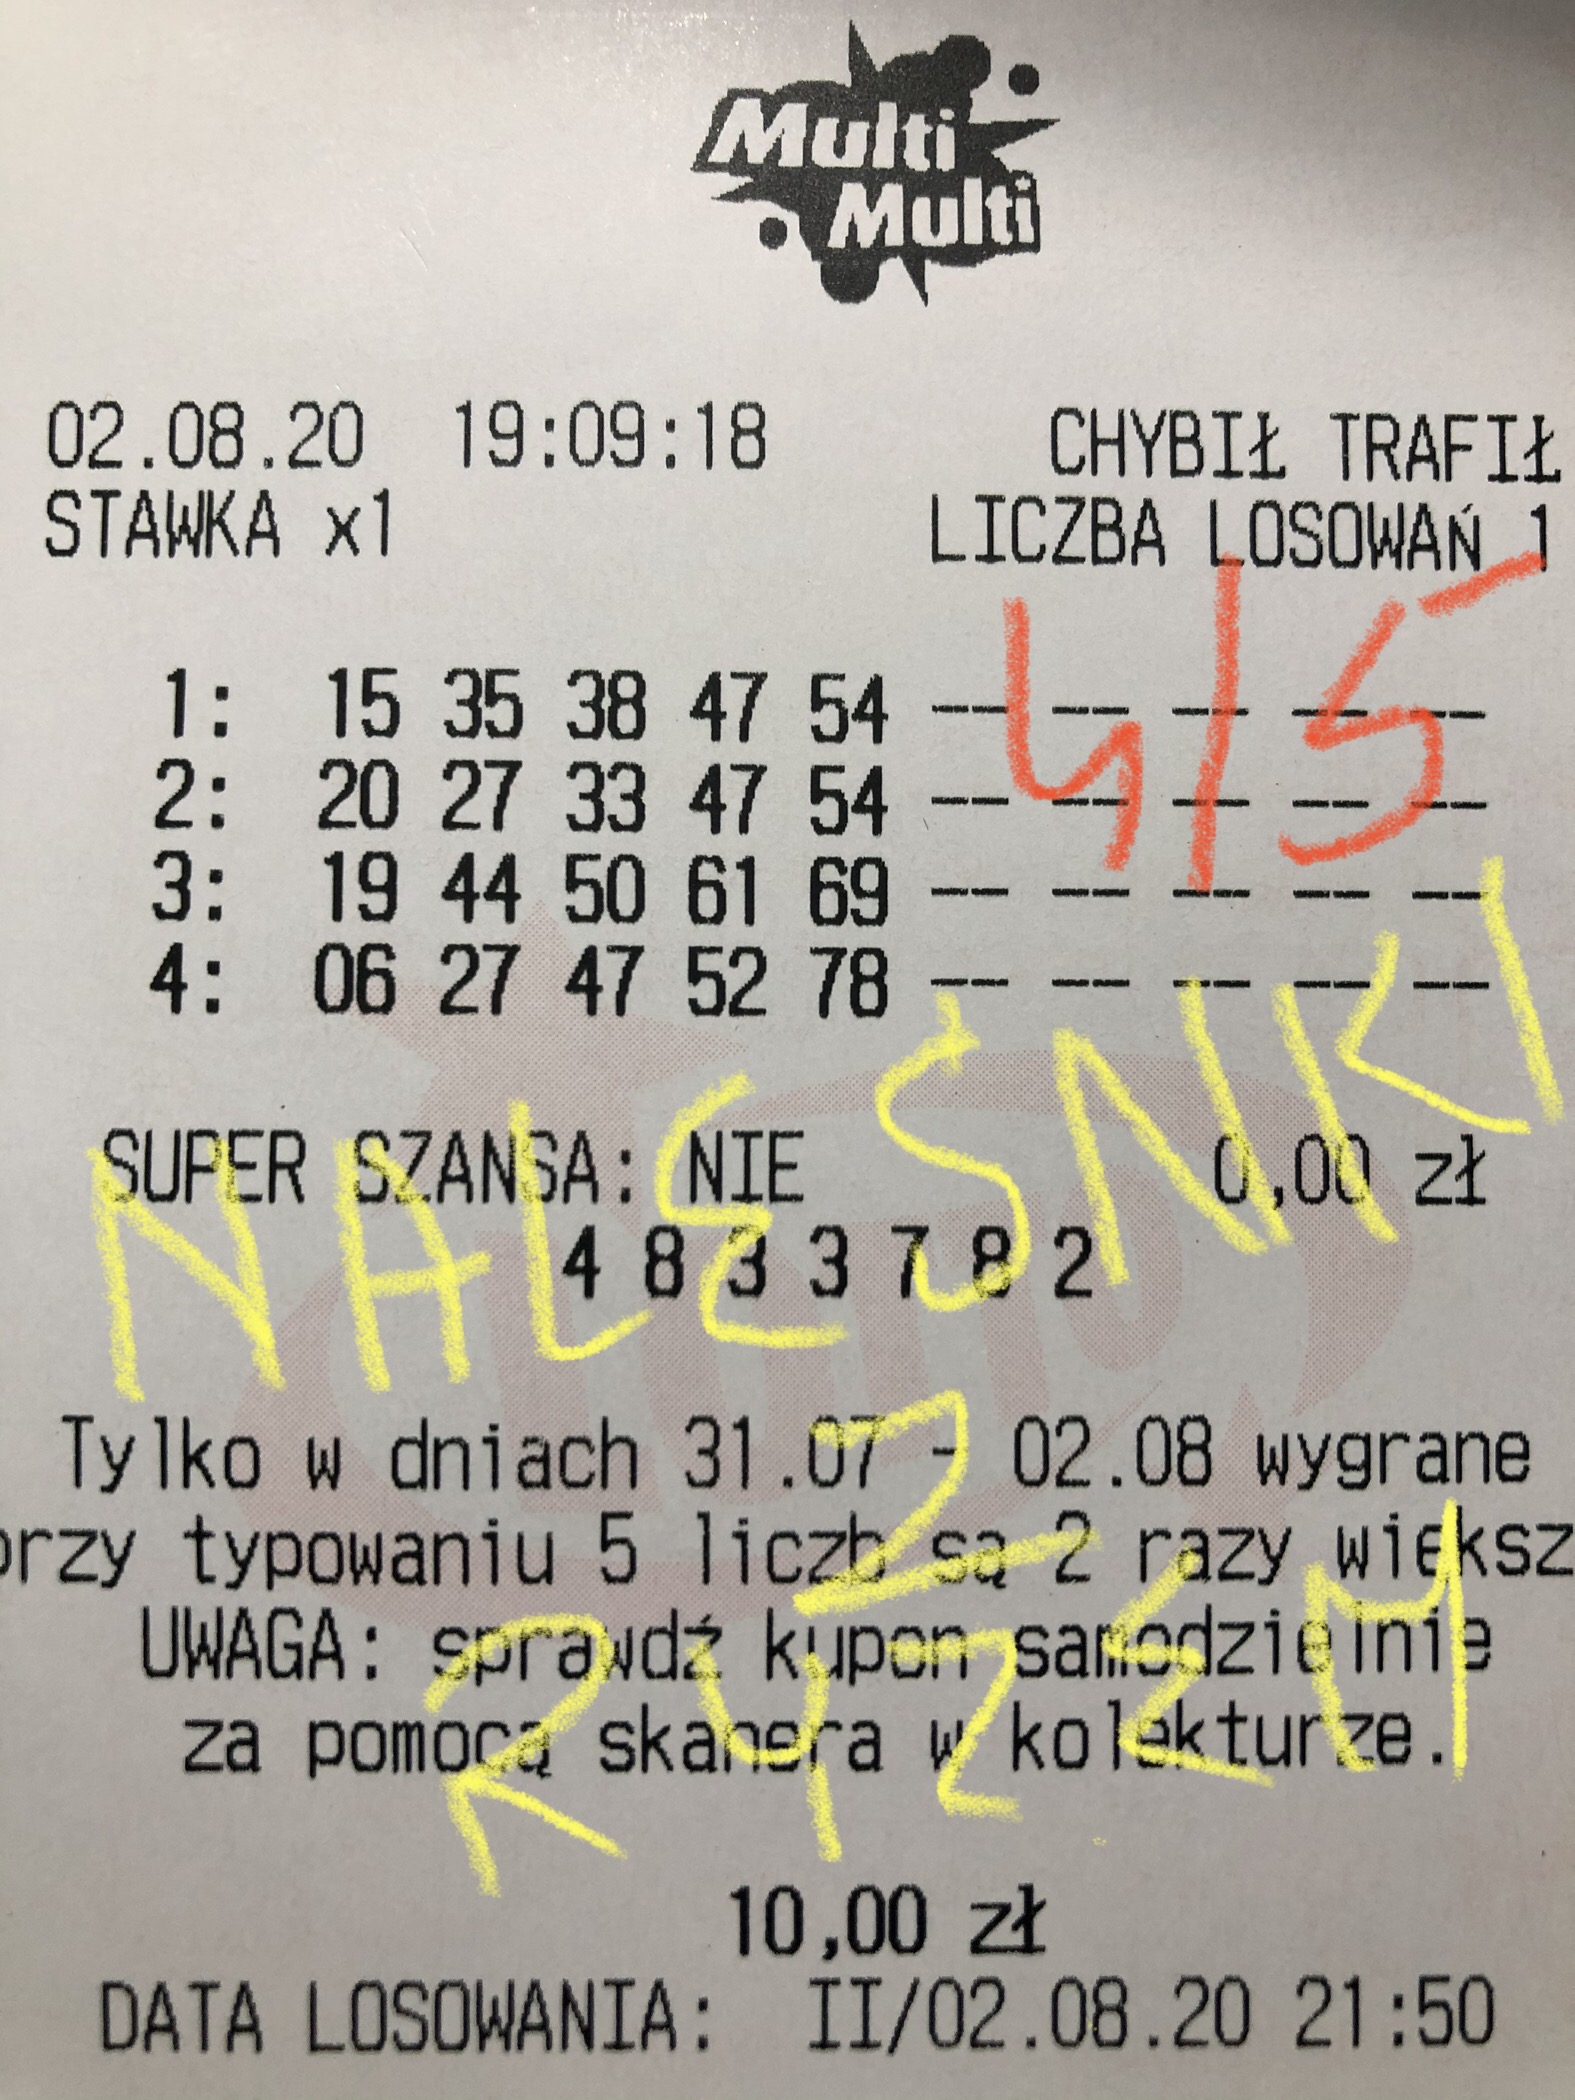 Multi
Multi
02.08.20 19:09:18 CHYBIŁ TRAFIŁ
STAWKA x1 LICZBA LOSOWAŃ 1
4/5
1: 15 35 38 47 54 -- -- -- -- --
2: 20 27 33 47 54 -- -- -- -- --
3: 19 44 50 61 69 -- -- -- -- --
4: 06 27 47 52 78 -- -- -- -- --
NALEŚNKI
SUPER SZANSA: NIE 0,00 zł
4 8 3 3 7 8 2
Tylko w dniach 31.07 - 02.08 wygrane
przy typowaniu 5 liczb są 2 razy wieksz
Z
UWAGA: sprawdź kupon samodzielnie
RYZEM
za pomocą skanera w kolekturze.
10,00 zł
DATA LOSOWANIA: II/02.08.20 21:50